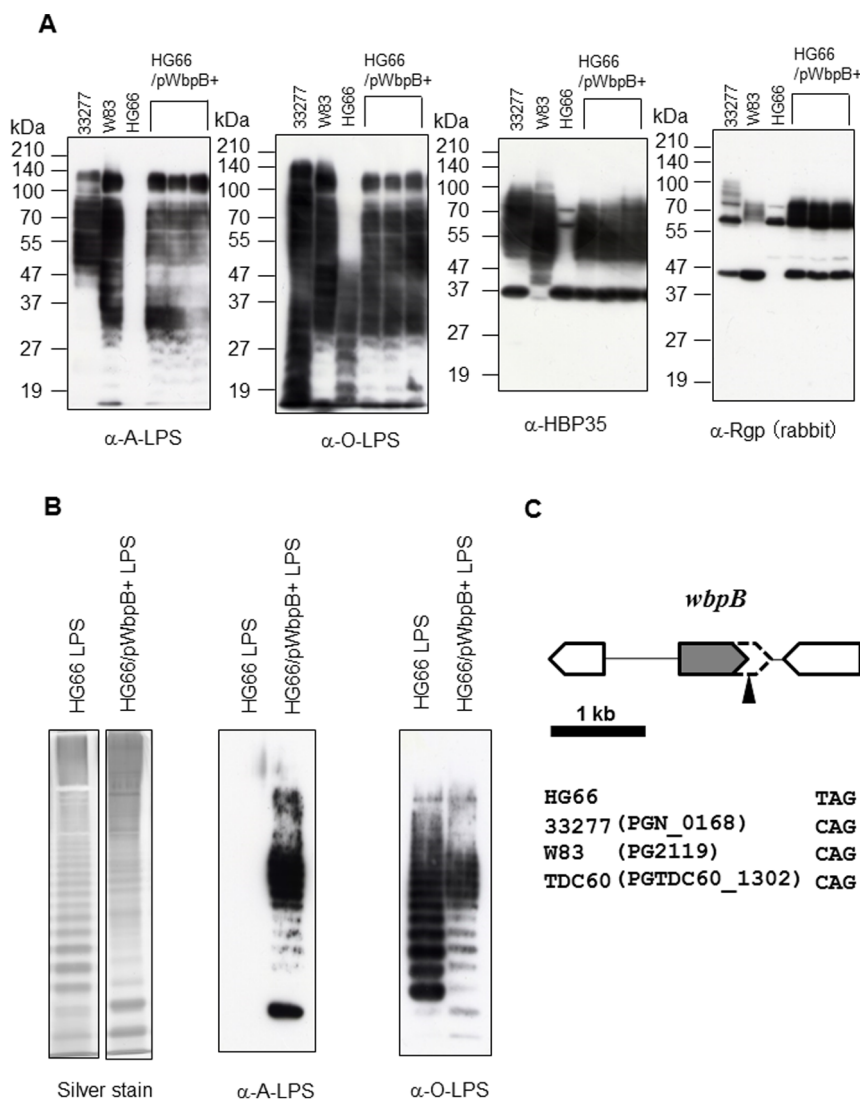 A
33277
W83
HG66
HG66
/pWbpB+
kDa
210
140
100
70
55
47
37
27
19
α-A-LPS
33277
W83
HG66
HG66
/pWbpB+
kDa
210
140
100
70
55
47
37
27
19
α-O-LPS
33277
W83
HG66
HG66
/pWbpB+
kDa
210
140
100
70
55
47
37
27
19
α-HBP35
33277
W83
HG66
HG66
/pWbpB+
kDa
210
140
100
70
55
47
37
27
19
α-Rgp (rabbit)
B
HG66 LPS
HG66/pWbpB+ LPS
Silver stain
HG66 LPS
HG66/pWbpB+ LPS
α-A-LPS
HG66 LPS
HG66/pWbpB+ LPS
α-O-LPS
C
wbpB
1 kb
HG66 TAG
33277 (PGN_0168) CAG
W83 (PG2119) CAG
TDC60 (PGTDC60_1302) CAG